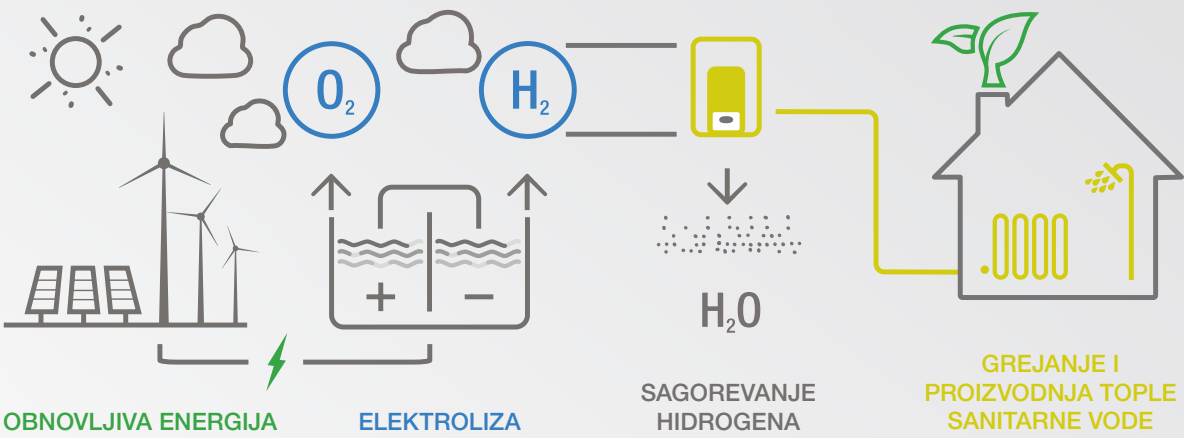 O₂
H₂
+
−
H₂O
OBNOVLJIVA ENERGIJA
ELEKTROLIZA
SAGOREVANJE
HIDROGENA
GREJANJE I
PROIZVODNJA TOPLE
SANITARNE VODE